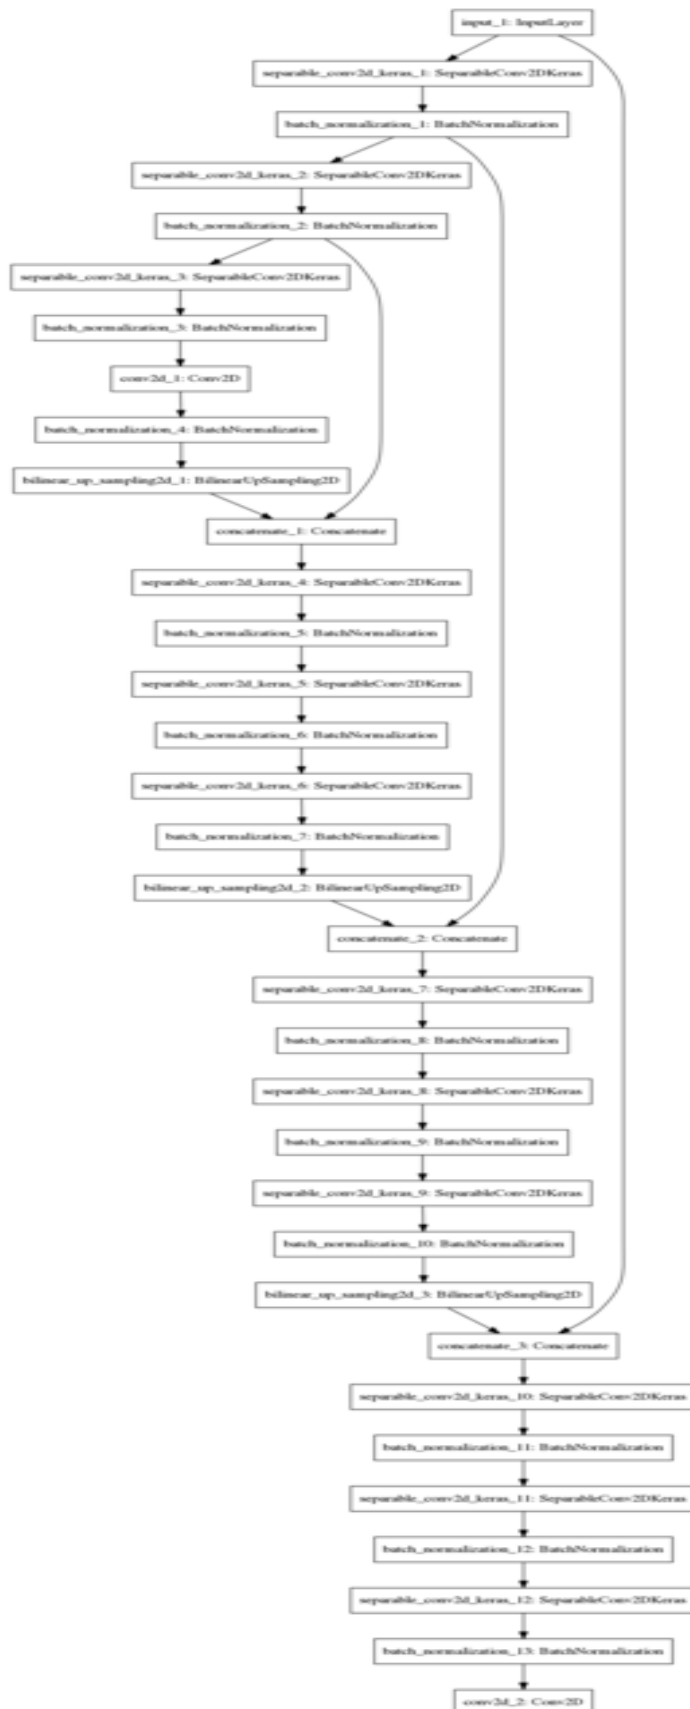 input_1: InputLayer
separable_conv2d_keras_1: SeparableConv2DKeras
batch_normalization_1: BatchNormalization
separable_conv2d_keras_2: SeparableConv2DKeras
batch_normalization_2: BatchNormalization
separable_conv2d_keras_3: SeparableConv2DKeras
batch_normalization_3: BatchNormalization
conv2d_1: Conv2D
batch_normalization_4: BatchNormalization
bilinear_up_sampling2d_1: BilinearUpSampling2D
concatenate_1: Concatenate
separable_conv2d_keras_4: SeparableConv2DKeras
batch_normalization_5: BatchNormalization
separable_conv2d_keras_5: SeparableConv2DKeras
batch_normalization_6: BatchNormalization
separable_conv2d_keras_6: SeparableConv2DKeras
batch_normalization_7: BatchNormalization
bilinear_up_sampling2d_2: BilinearUpSampling2D
concatenate_2: Concatenate
separable_conv2d_keras_7: SeparableConv2DKeras
batch_normalization_8: BatchNormalization
separable_conv2d_keras_8: SeparableConv2DKeras
batch_normalization_9: BatchNormalization
separable_conv2d_keras_9: SeparableConv2DKeras
batch_normalization_10: BatchNormalization
bilinear_up_sampling2d_3: BilinearUpSampling2D
concatenate_3: Concatenate
separable_conv2d_keras_10: SeparableConv2DKeras
batch_normalization_11: BatchNormalization
separable_conv2d_keras_11: SeparableConv2DKeras
batch_normalization_12: BatchNormalization
separable_conv2d_keras_12: SeparableConv2DKeras
batch_normalization_13: BatchNormalization
conv2d_2: Conv2D